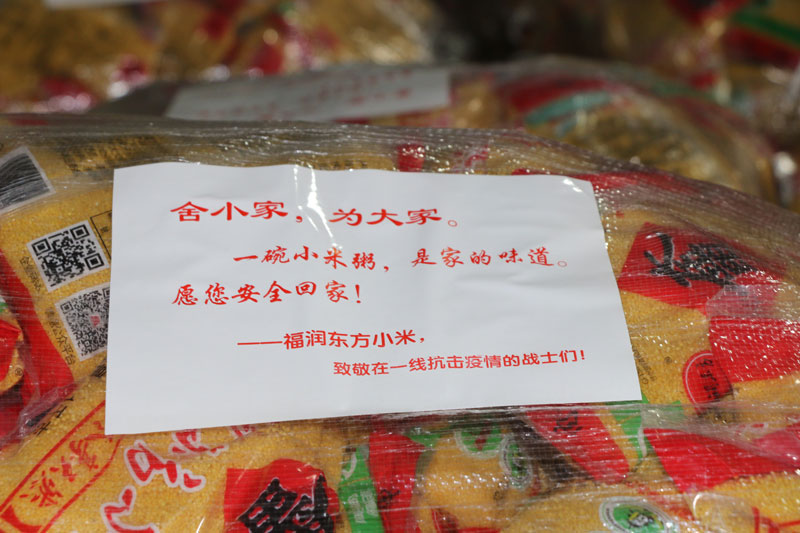 舍小家，为大家。
一碗小米粥，是家的味道。
愿您安全回家！
——福润东方小米，
致敬在一线抗击疫情的战士们！